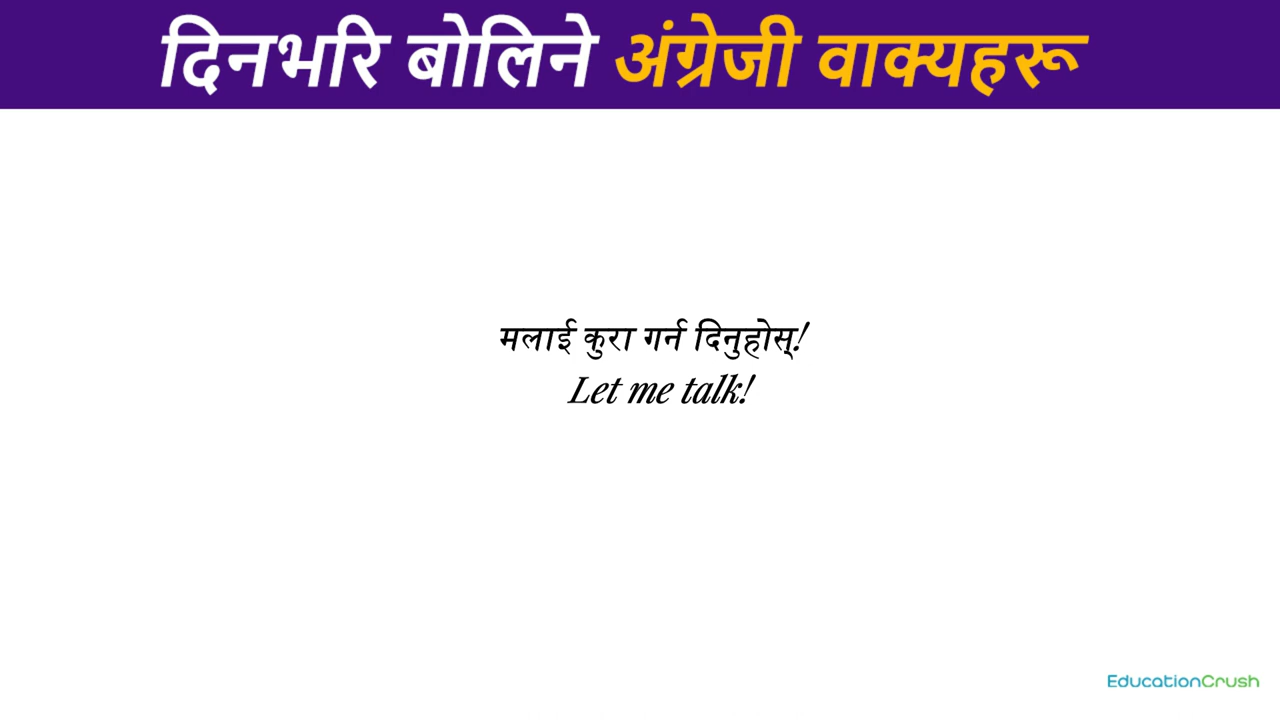 दिनभरि बोलिने अंग्रेजी वाक्यहरू
मलाई कुरा गर्न दिनुहोस्!
Let me talk!
EducationCrush